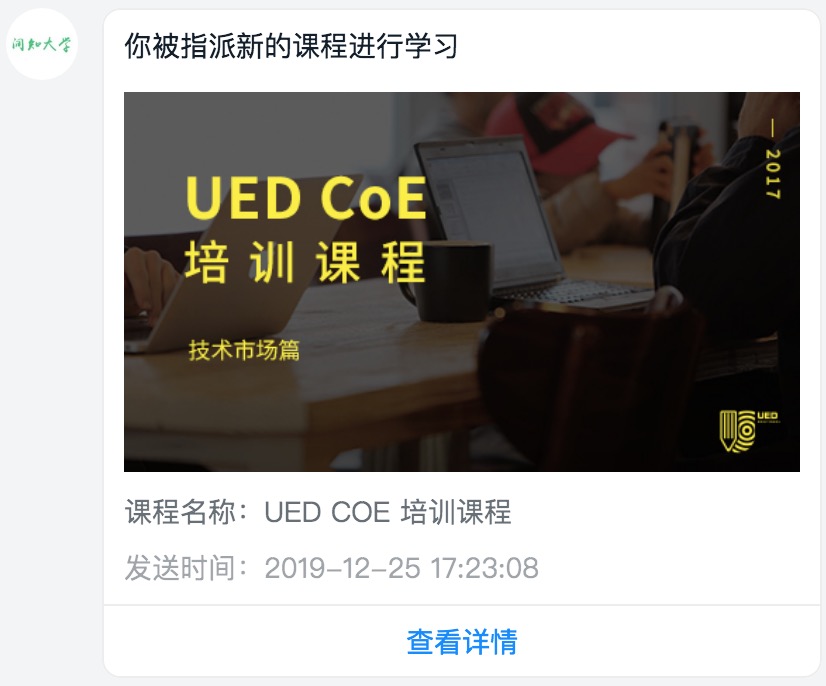 问知大学
你被指派新的课程进行学习
— 2017
UED CoE
培训课程
技术市场篇
UED
课程名称：UED COE 培训课程
发送时间：2019-12-25 17:23:08
查看详情